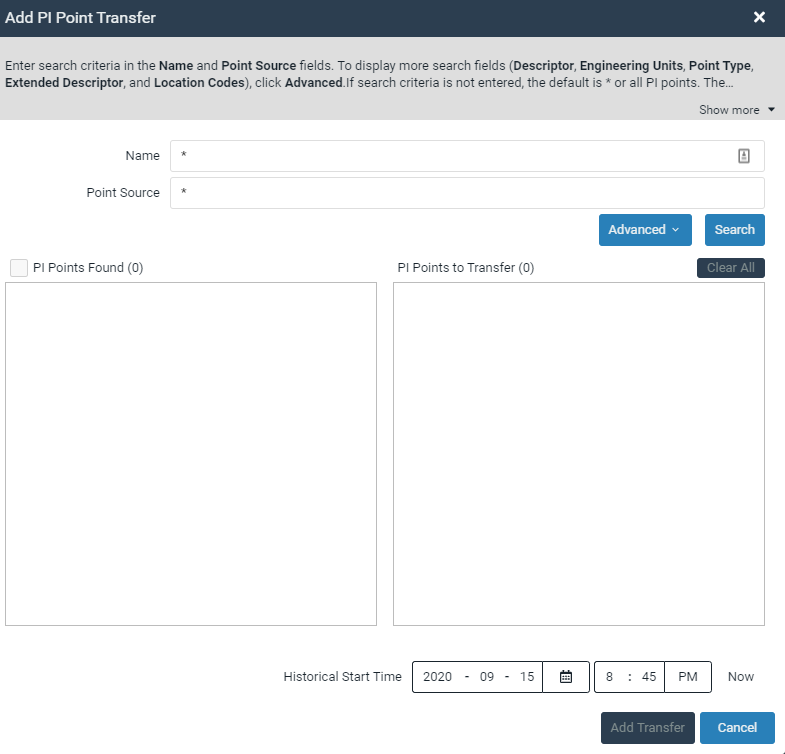 Add PI Point Transfer
Enter search criteria in the Name and Point Source fields. To display more search fields (Descriptor, Engineering Units, Point Type,
Extended Descriptor, and Location Codes), click Advanced.If search criteria is not entered, the default is * or all PI points. The...
Show more
Name *
Point Source *
Advanced Search
PI Points Found (0) PI Points to Transfer (0) Clear All
Historical Start Time 2020 - 09 - 15 8 : 45 PM Now
Add Transfer Cancel